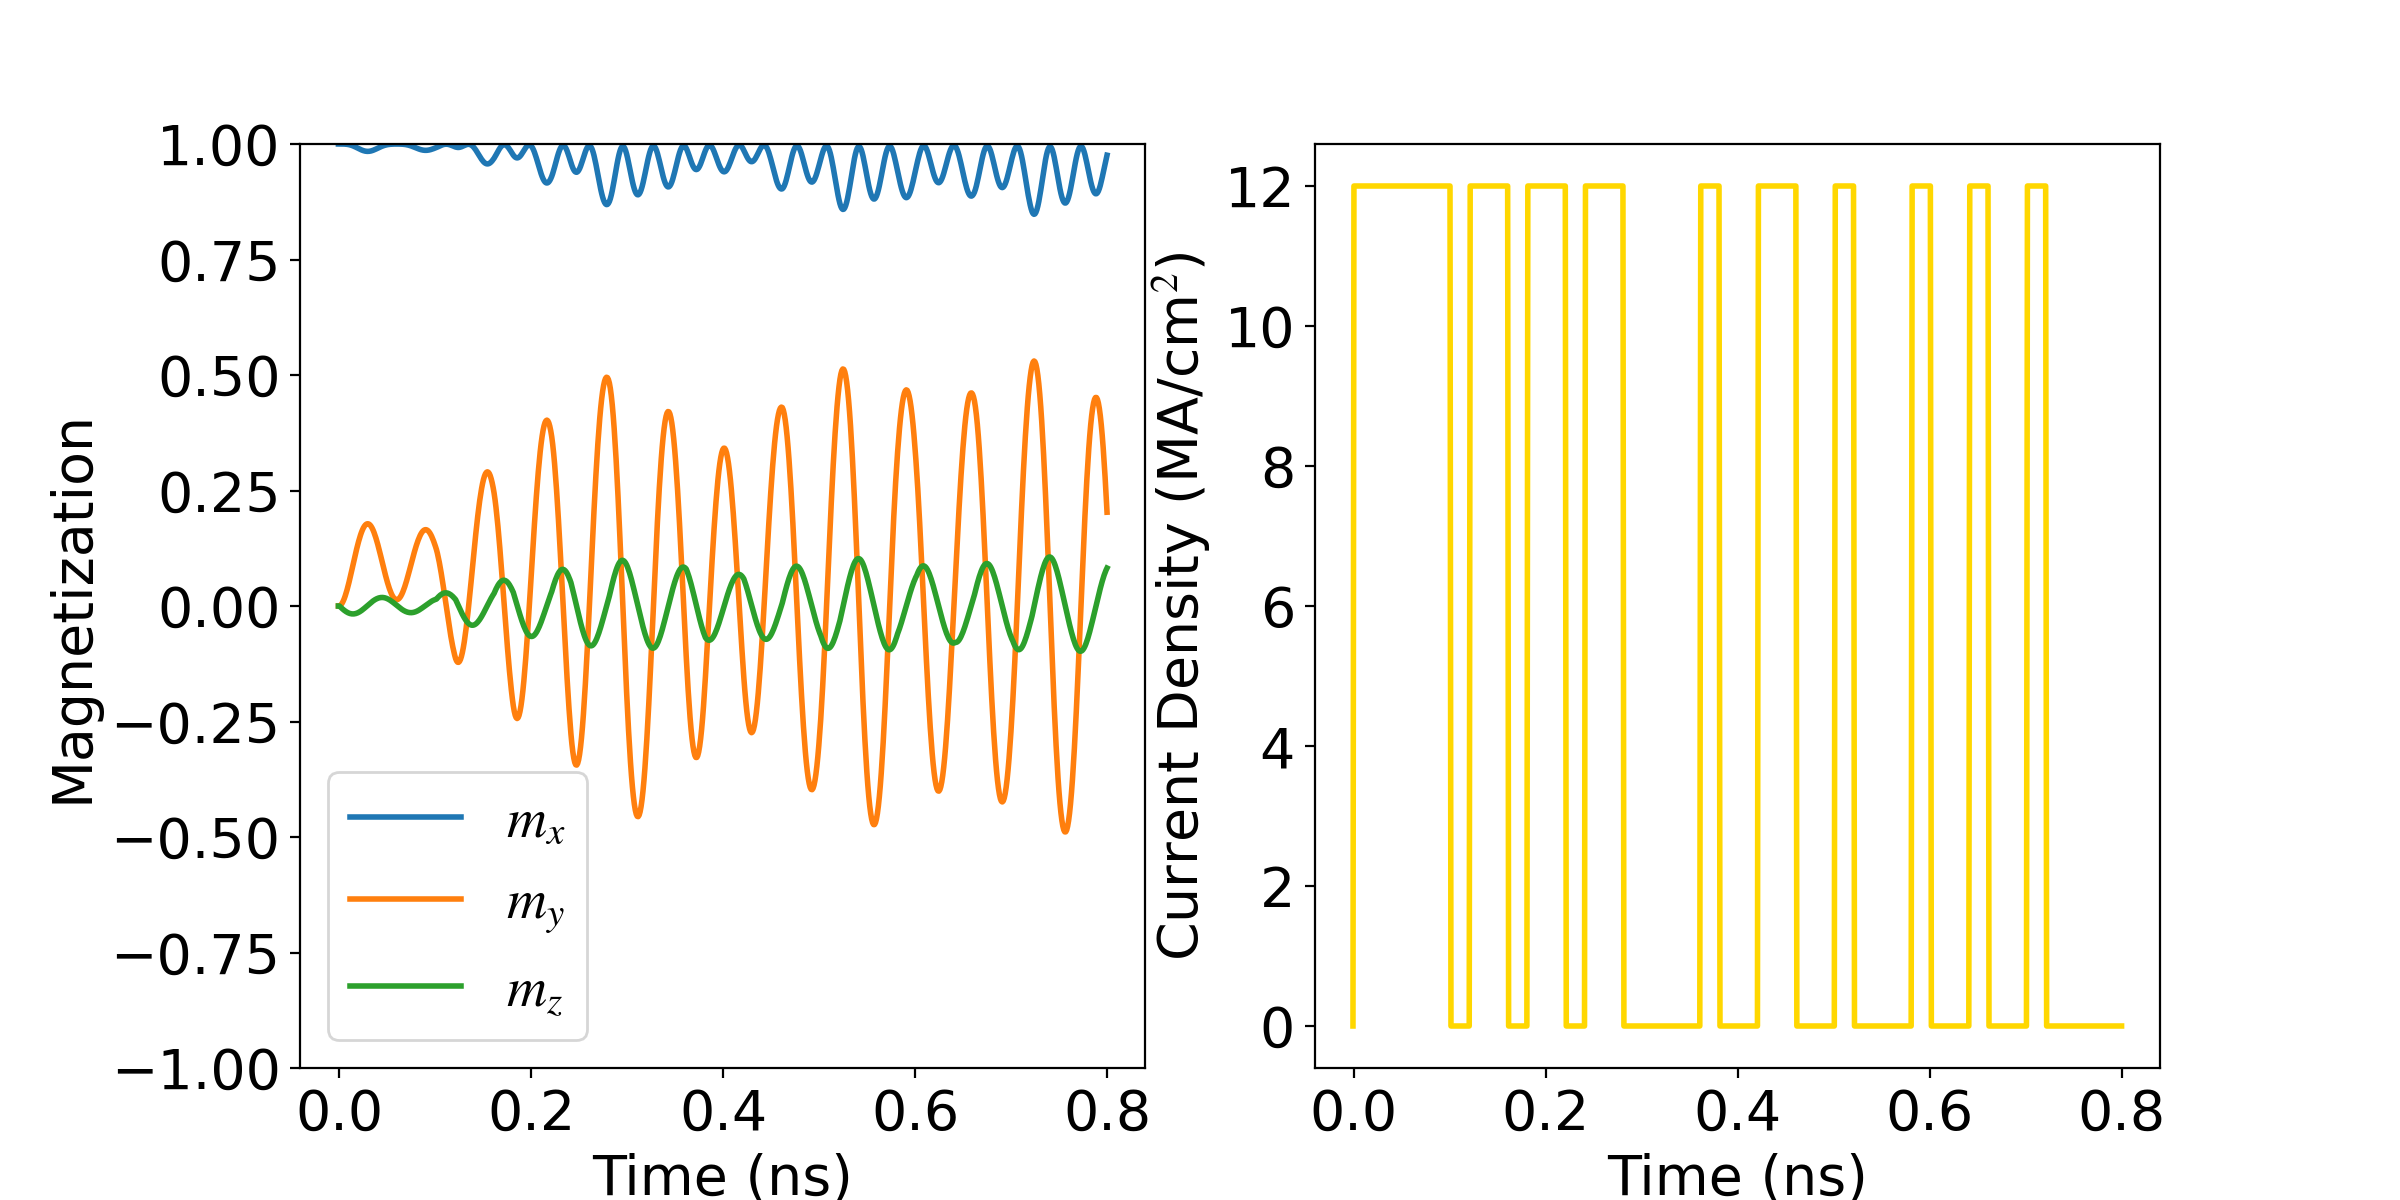 Magnetization
1.00
0.75
0.50
0.25
0.00
−0.25
−0.50
−0.75
−1.00
m_x
m_y
m_z
0.0 0.2 0.4 0.6 0.8
Time (ns)
Current Density (MA/cm²)
12
10
8
6
4
2
0
0.0 0.2 0.4 0.6 0.8
Time (ns)